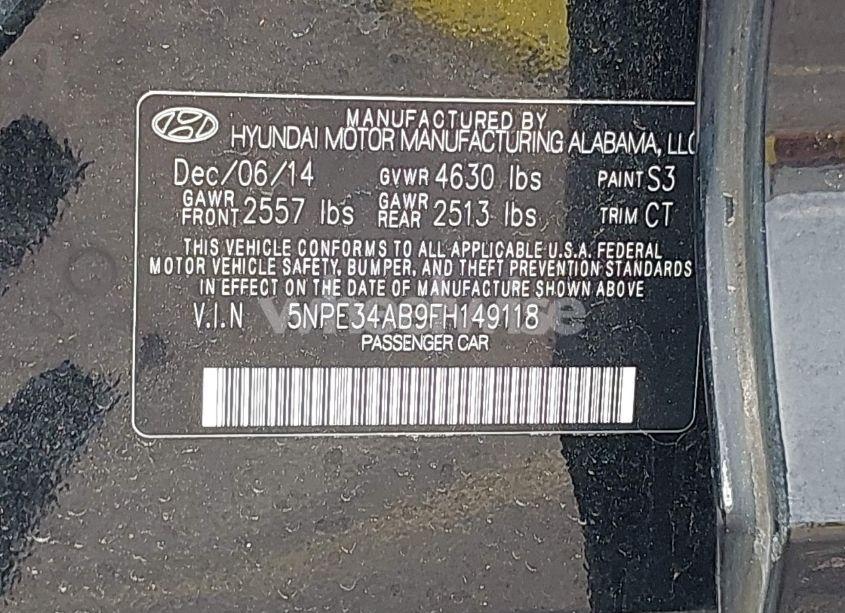 MANUFACTURED BY
HYUNDAI MOTOR MANUFACTURING ALABAMA, LLC
Dec/06/14 GVWR 4630 lbs PAINT S3
GAWR FRONT 2557 lbs GAWR REAR 2513 lbs TRIM CT
THIS VEHICLE CONFORMS TO ALL APPLICABLE U.S.A. FEDERAL
MOTOR VEHICLE SAFETY, BUMPER, AND THEFT PREVENTION STANDARDS
IN EFFECT ON THE DATE OF MANUFACTURE SHOWN ABOVE
V.I.N 5NPE34AB9FH149118
PASSENGER CAR